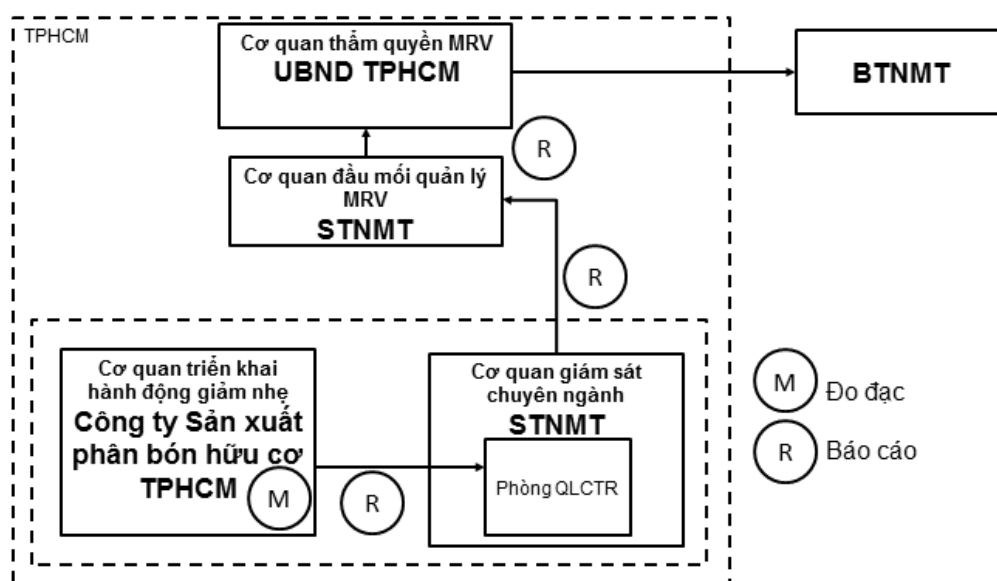 TPHCM
Cơ quan thẩm quyền MRV
UBND TPHCM
BTNMT
R
Cơ quan đầu mối quản lý
MRV
STNMT
R
Cơ quan triển khai
hành động giảm nhẹ
Công ty Sản xuất
phân bón hữu cơ
TPHCM
M
R
Cơ quan giám sát
chuyên ngành
STNMT
Phòng QLCTR
M
Đo đạc
R
Báo cáo